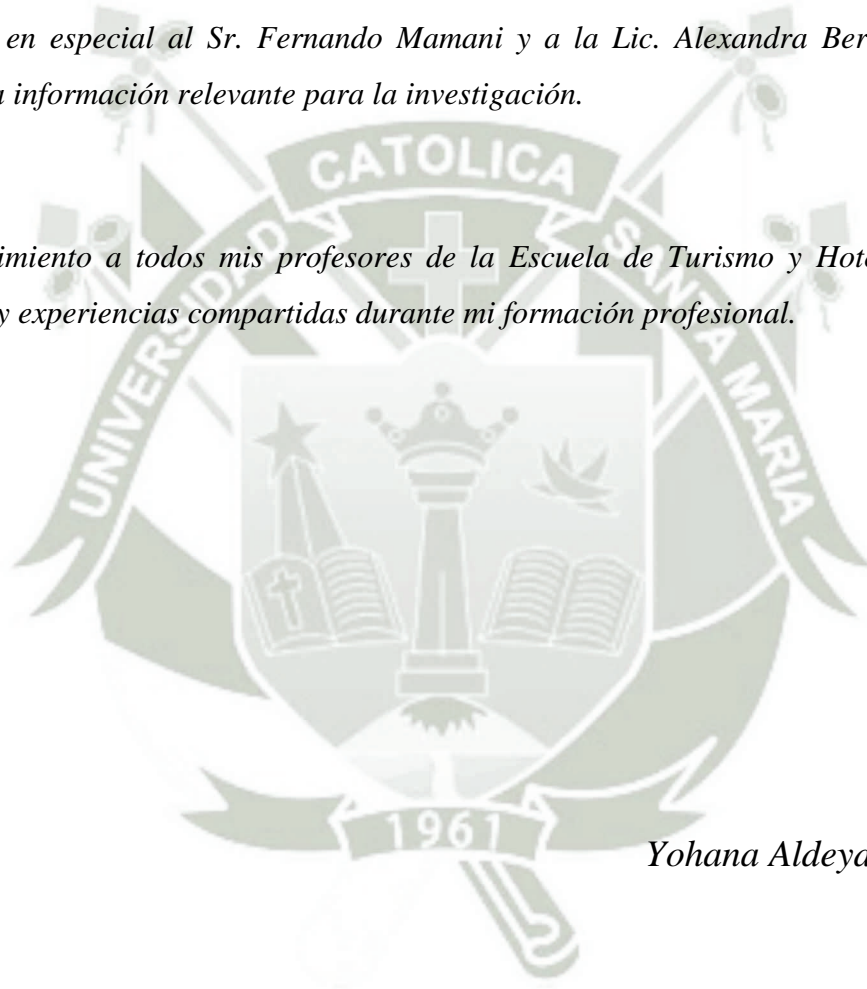 en especial al Sr. Fernando Mamani y a la Lic. Alexandra Ber
información relevante para la investigación.
CATOLICA
UNIVERSIDAD
SANTA MARIA
imiento a todos mis profesores de la Escuela de Turismo y Hote
y experiencias compartidas durante mi formación profesional.
1961
Yohana Aldeya